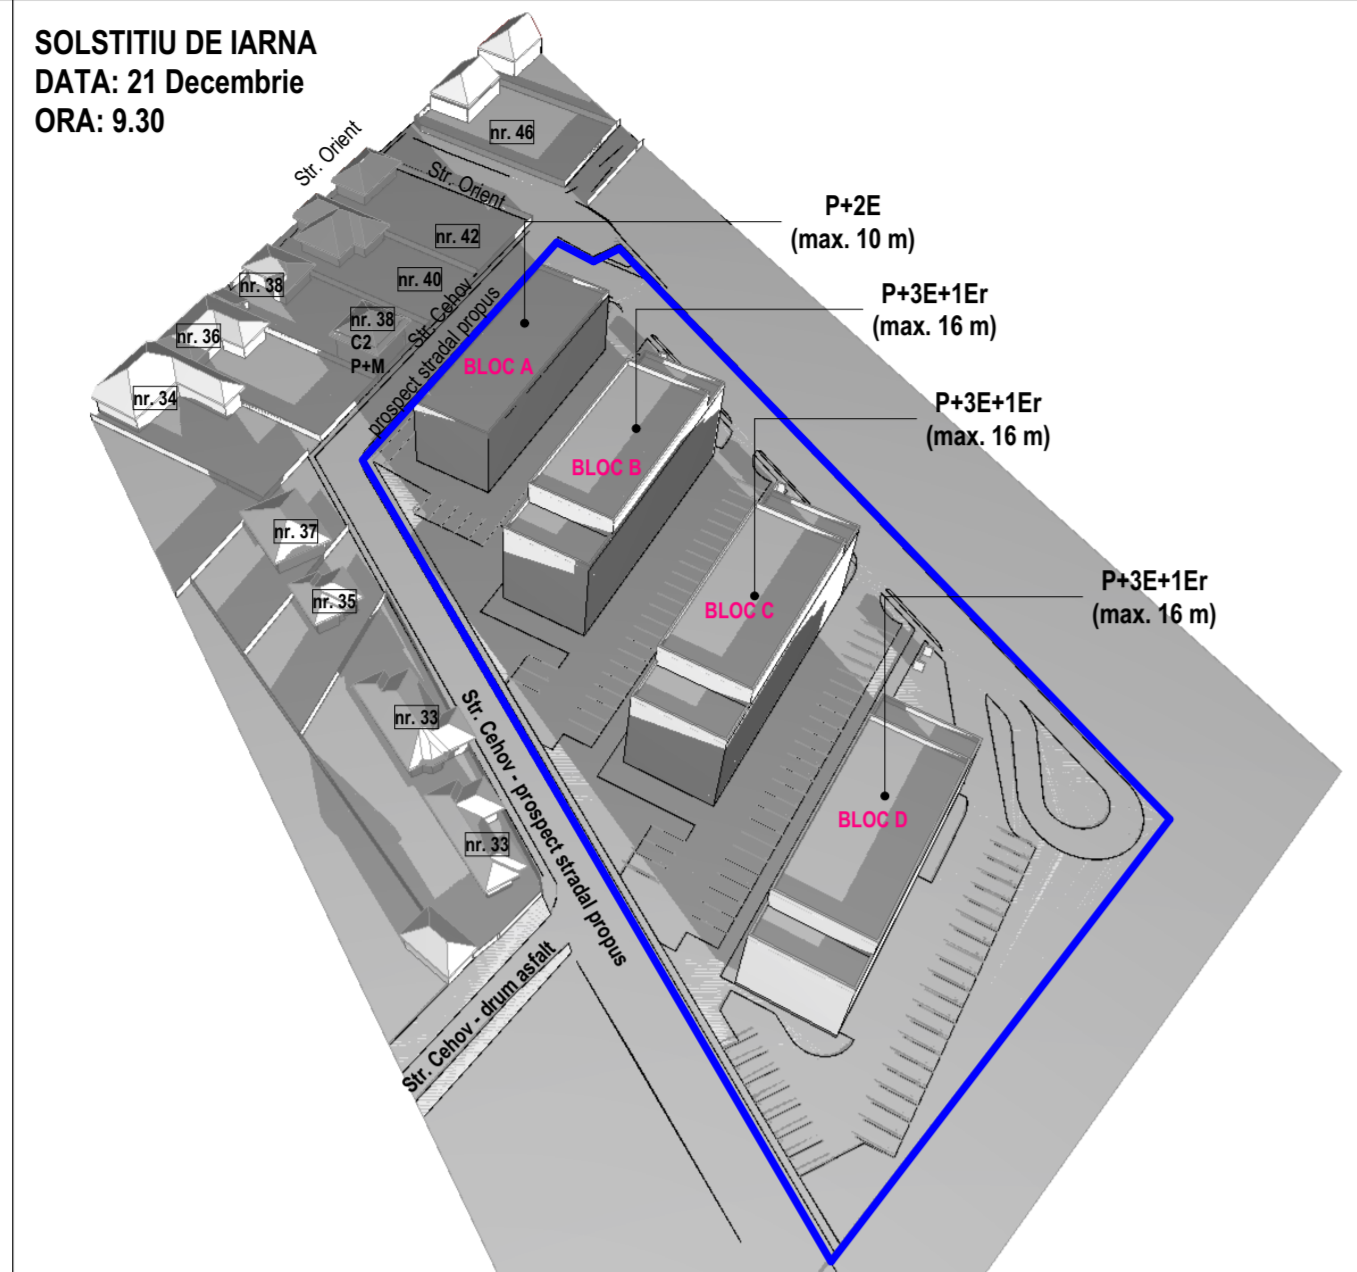 SOLSTITIU DE IARNA
DATA: 21 Decembrie
ORA: 9.30
nr. 46
Str. Orient
Str. Orient
P+2E
(max. 10 m)
nr. 42
nr. 40
nr. 38
nr. 38
C2
P+M
nr. 36
nr. 34
Str. Cehov -
prospect stradal propus
P+3E+1Er
(max. 16 m)
BLOC A
P+3E+1Er
(max. 16 m)
BLOC B
nr. 37
nr. 35
P+3E+1Er
(max. 16 m)
BLOC C
nr. 33
Str. Cehov - prospect stradal propus
BLOC D
nr. 33
Str. Cehov - drum asfalt